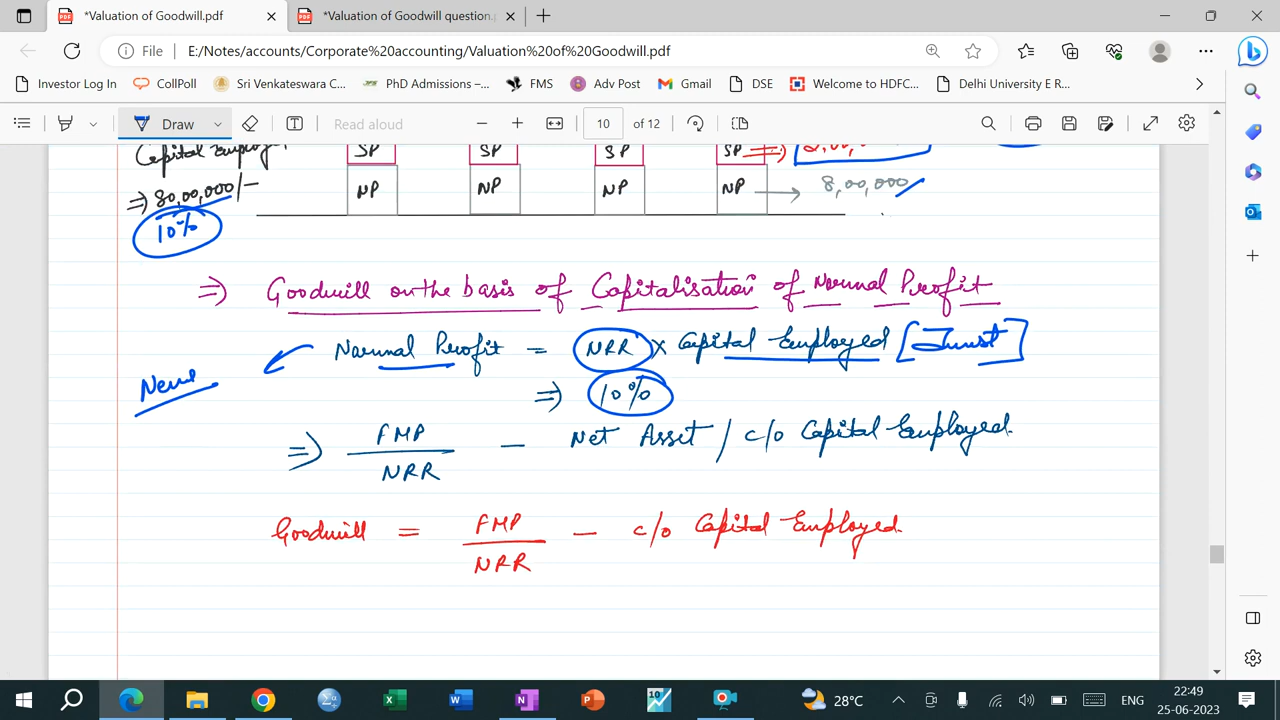 *Valuation of Goodwill.pdf
*Valuation of Goodwill question.p
File E:/Notes/accounts/Corporate%20accounting/Valuation%20of%20Goodwill.pdf
Investor Log In CollPoll Sri Venkateswara C... PhD Admissions –... FMS Adv Post Gmail DSE Welcome to HDFC... Delhi University E R...
Draw Read aloud 10 of 12
Capital Employ SP SP SP SP ⇒
⇒ 80,00,000/- NP NP NP NP → 8,00,000
10%
⇒ Goodwill on the basis of Capitalisation of Normal Profit
Normal Profit = NRR × Capital Employed
⇒ 10%
⇒ FMP / NRR - Net Asset / c/o Capital Employed.
Goodwill = FMP / NRR - c/o Capital Employed.
28°C ENG 22:49
25-06-2023